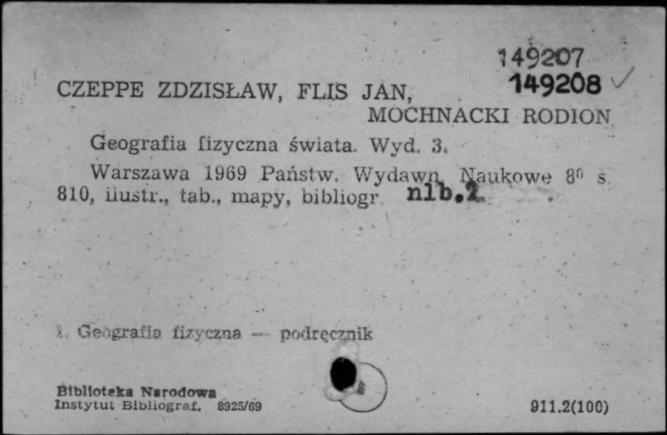 149207
149208 ✓
CZEPPE ZDZISŁAW, FLIS JAN,
MOCHNACKI RODION
Geografia fizyczna świata. Wyd. 3.
Warszawa 1969 Państw. Wydawn. Naukowe 8° s.
810, ilustr., tab., mapy, bibliogr. nlb.2
1. Geografia fizyczna — podręcznik
Biblioteka Narodowa
Instytut Bibliograf. 8925/69
911.2(100)